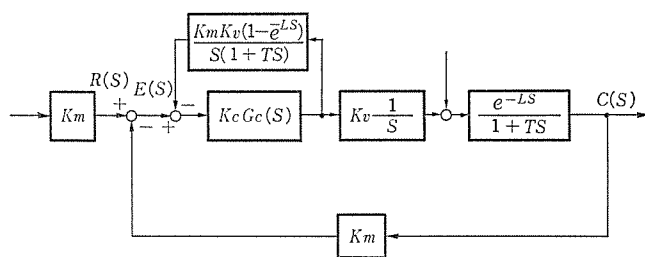 KmKv(1-e^-LS)
S(1+TS)
R(S) E(S)
Km
+
−
+
−
KcGc(S)
Kv 1/S
e^-LS
1+TS
C(S)
Km